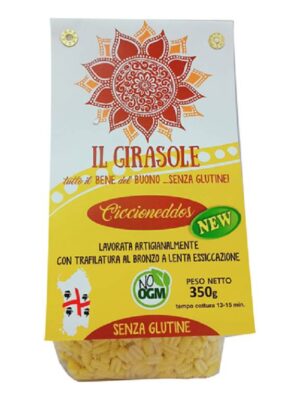 IL GIRASOLE
tutto il BENE del BUONO ...SENZA GLUTINE!
Ciccioneddos
NEW
LAVORATA ARTIGIANALMENTE
CON TRAFILATURA AL BRONZO A LENTA ESSICCAZIONE
NO
OGM
PESO NETTO
350g
tempo cottura 13-15 min.
SENZA GLUTINE